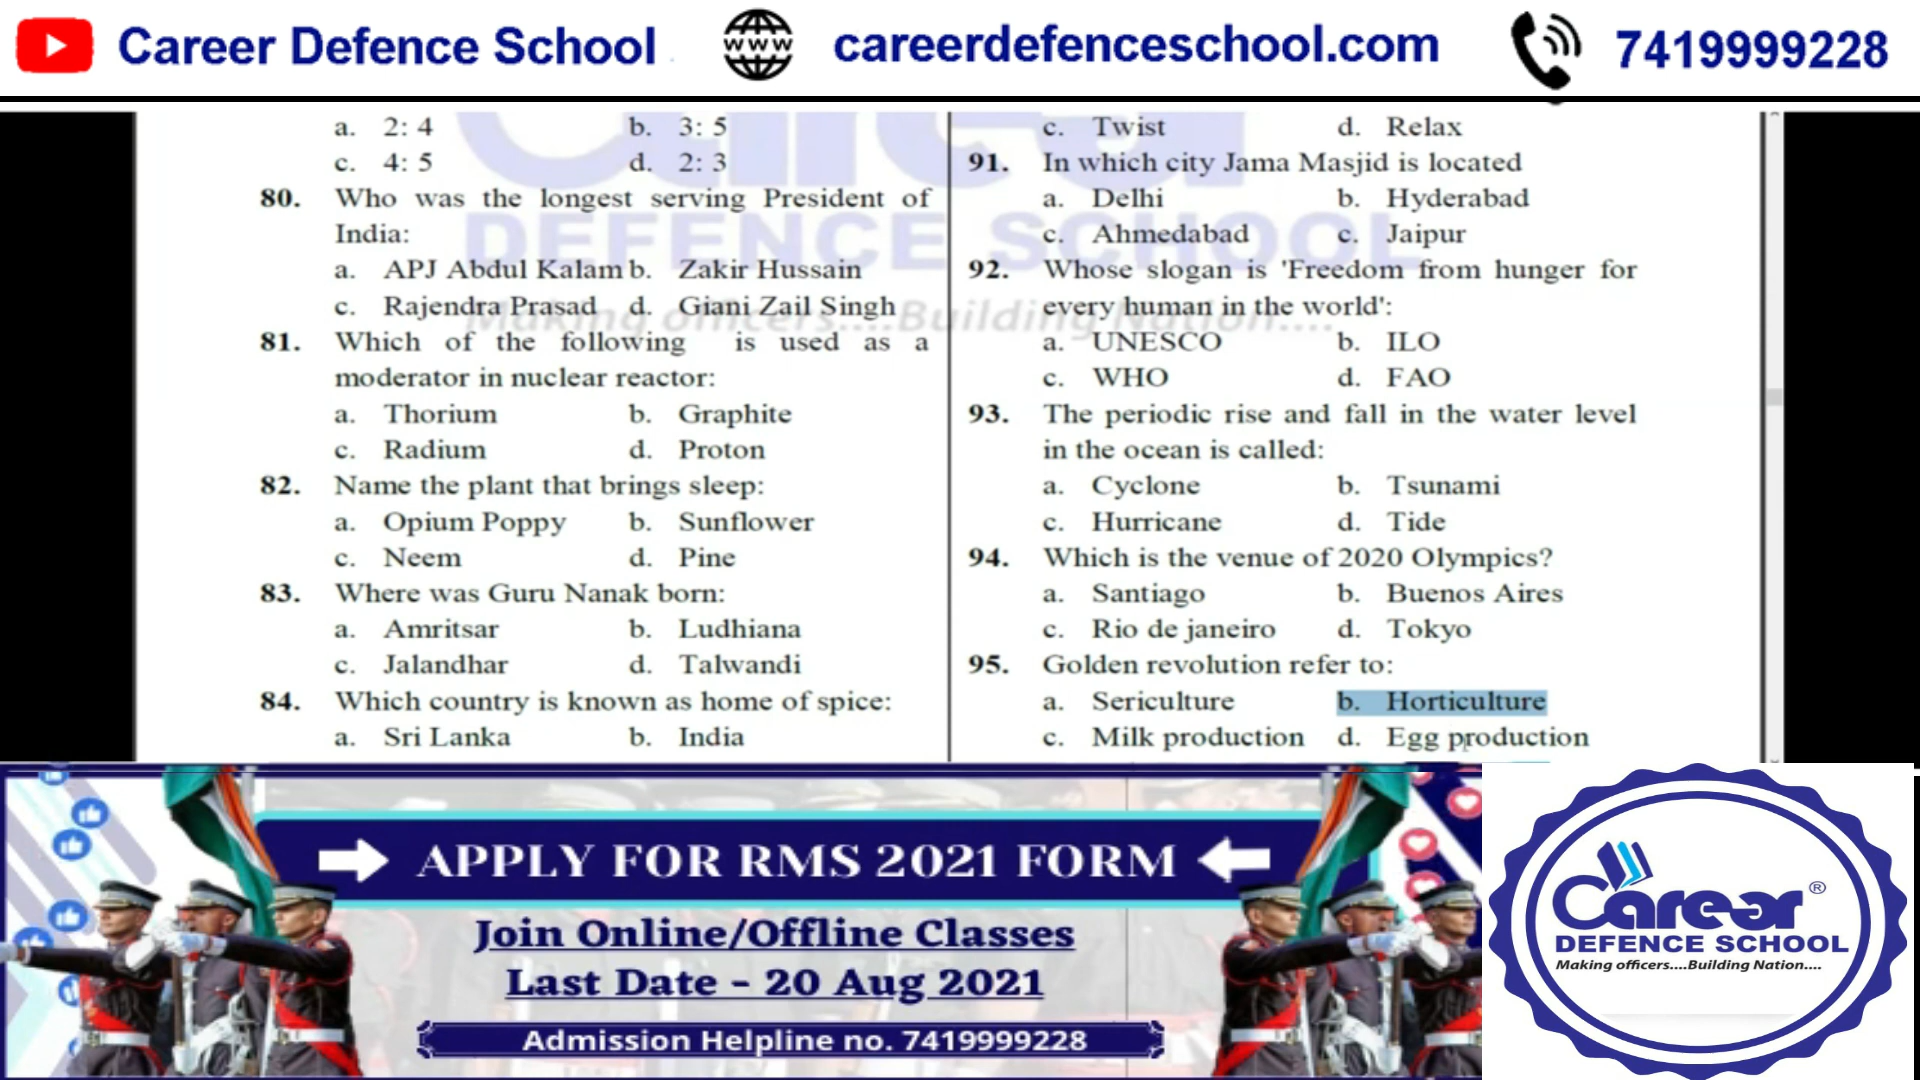 Career Defence School
www
careerdefenceschool.com
7419999228
a. 2: 4 b. 3: 5
c. 4: 5 d. 2: 3
80. Who was the longest serving President of
India:
a. APJ Abdul Kalam b. Zakir Hussain
c. Rajendra Prasad d. Giani Zail Singh
81. Which of the following is used as a
moderator in nuclear reactor:
a. Thorium b. Graphite
c. Radium d. Proton
82. Name the plant that brings sleep:
a. Opium Poppy b. Sunflower
c. Neem d. Pine
83. Where was Guru Nanak born:
a. Amritsar b. Ludhiana
c. Jalandhar d. Talwandi
84. Which country is known as home of spice:
a. Sri Lanka b. India
c. Twist d. Relax
91. In which city Jama Masjid is located
a. Delhi b. Hyderabad
c. Ahmedabad c. Jaipur
92. Whose slogan is 'Freedom from hunger for
every human in the world':
a. UNESCO b. ILO
c. WHO d. FAO
93. The periodic rise and fall in the water level
in the ocean is called:
a. Cyclone b. Tsunami
c. Hurricane d. Tide
94. Which is the venue of 2020 Olympics?
a. Santiago b. Buenos Aires
c. Rio de janeiro d. Tokyo
95. Golden revolution refer to:
a. Sericulture b. Horticulture
c. Milk production d. Egg production
DEFENCE SCHOOL
Making officers....Building Nation....
APPLY FOR RMS 2021 FORM
Join Online/Offline Classes
Last Date - 20 Aug 2021
Admission Helpline no. 7419999228
Career ®
DEFENCE SCHOOL
Making officers....Building Nation....